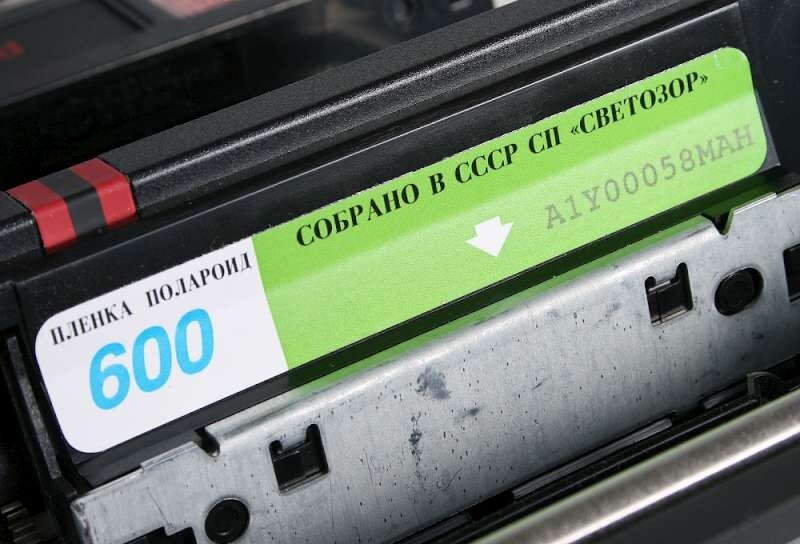 СОБРАНО В СССР СП «СВЕТОЗОР»
A1Y00058MAH
ПЛЕНКА ПОЛАРОИД
600